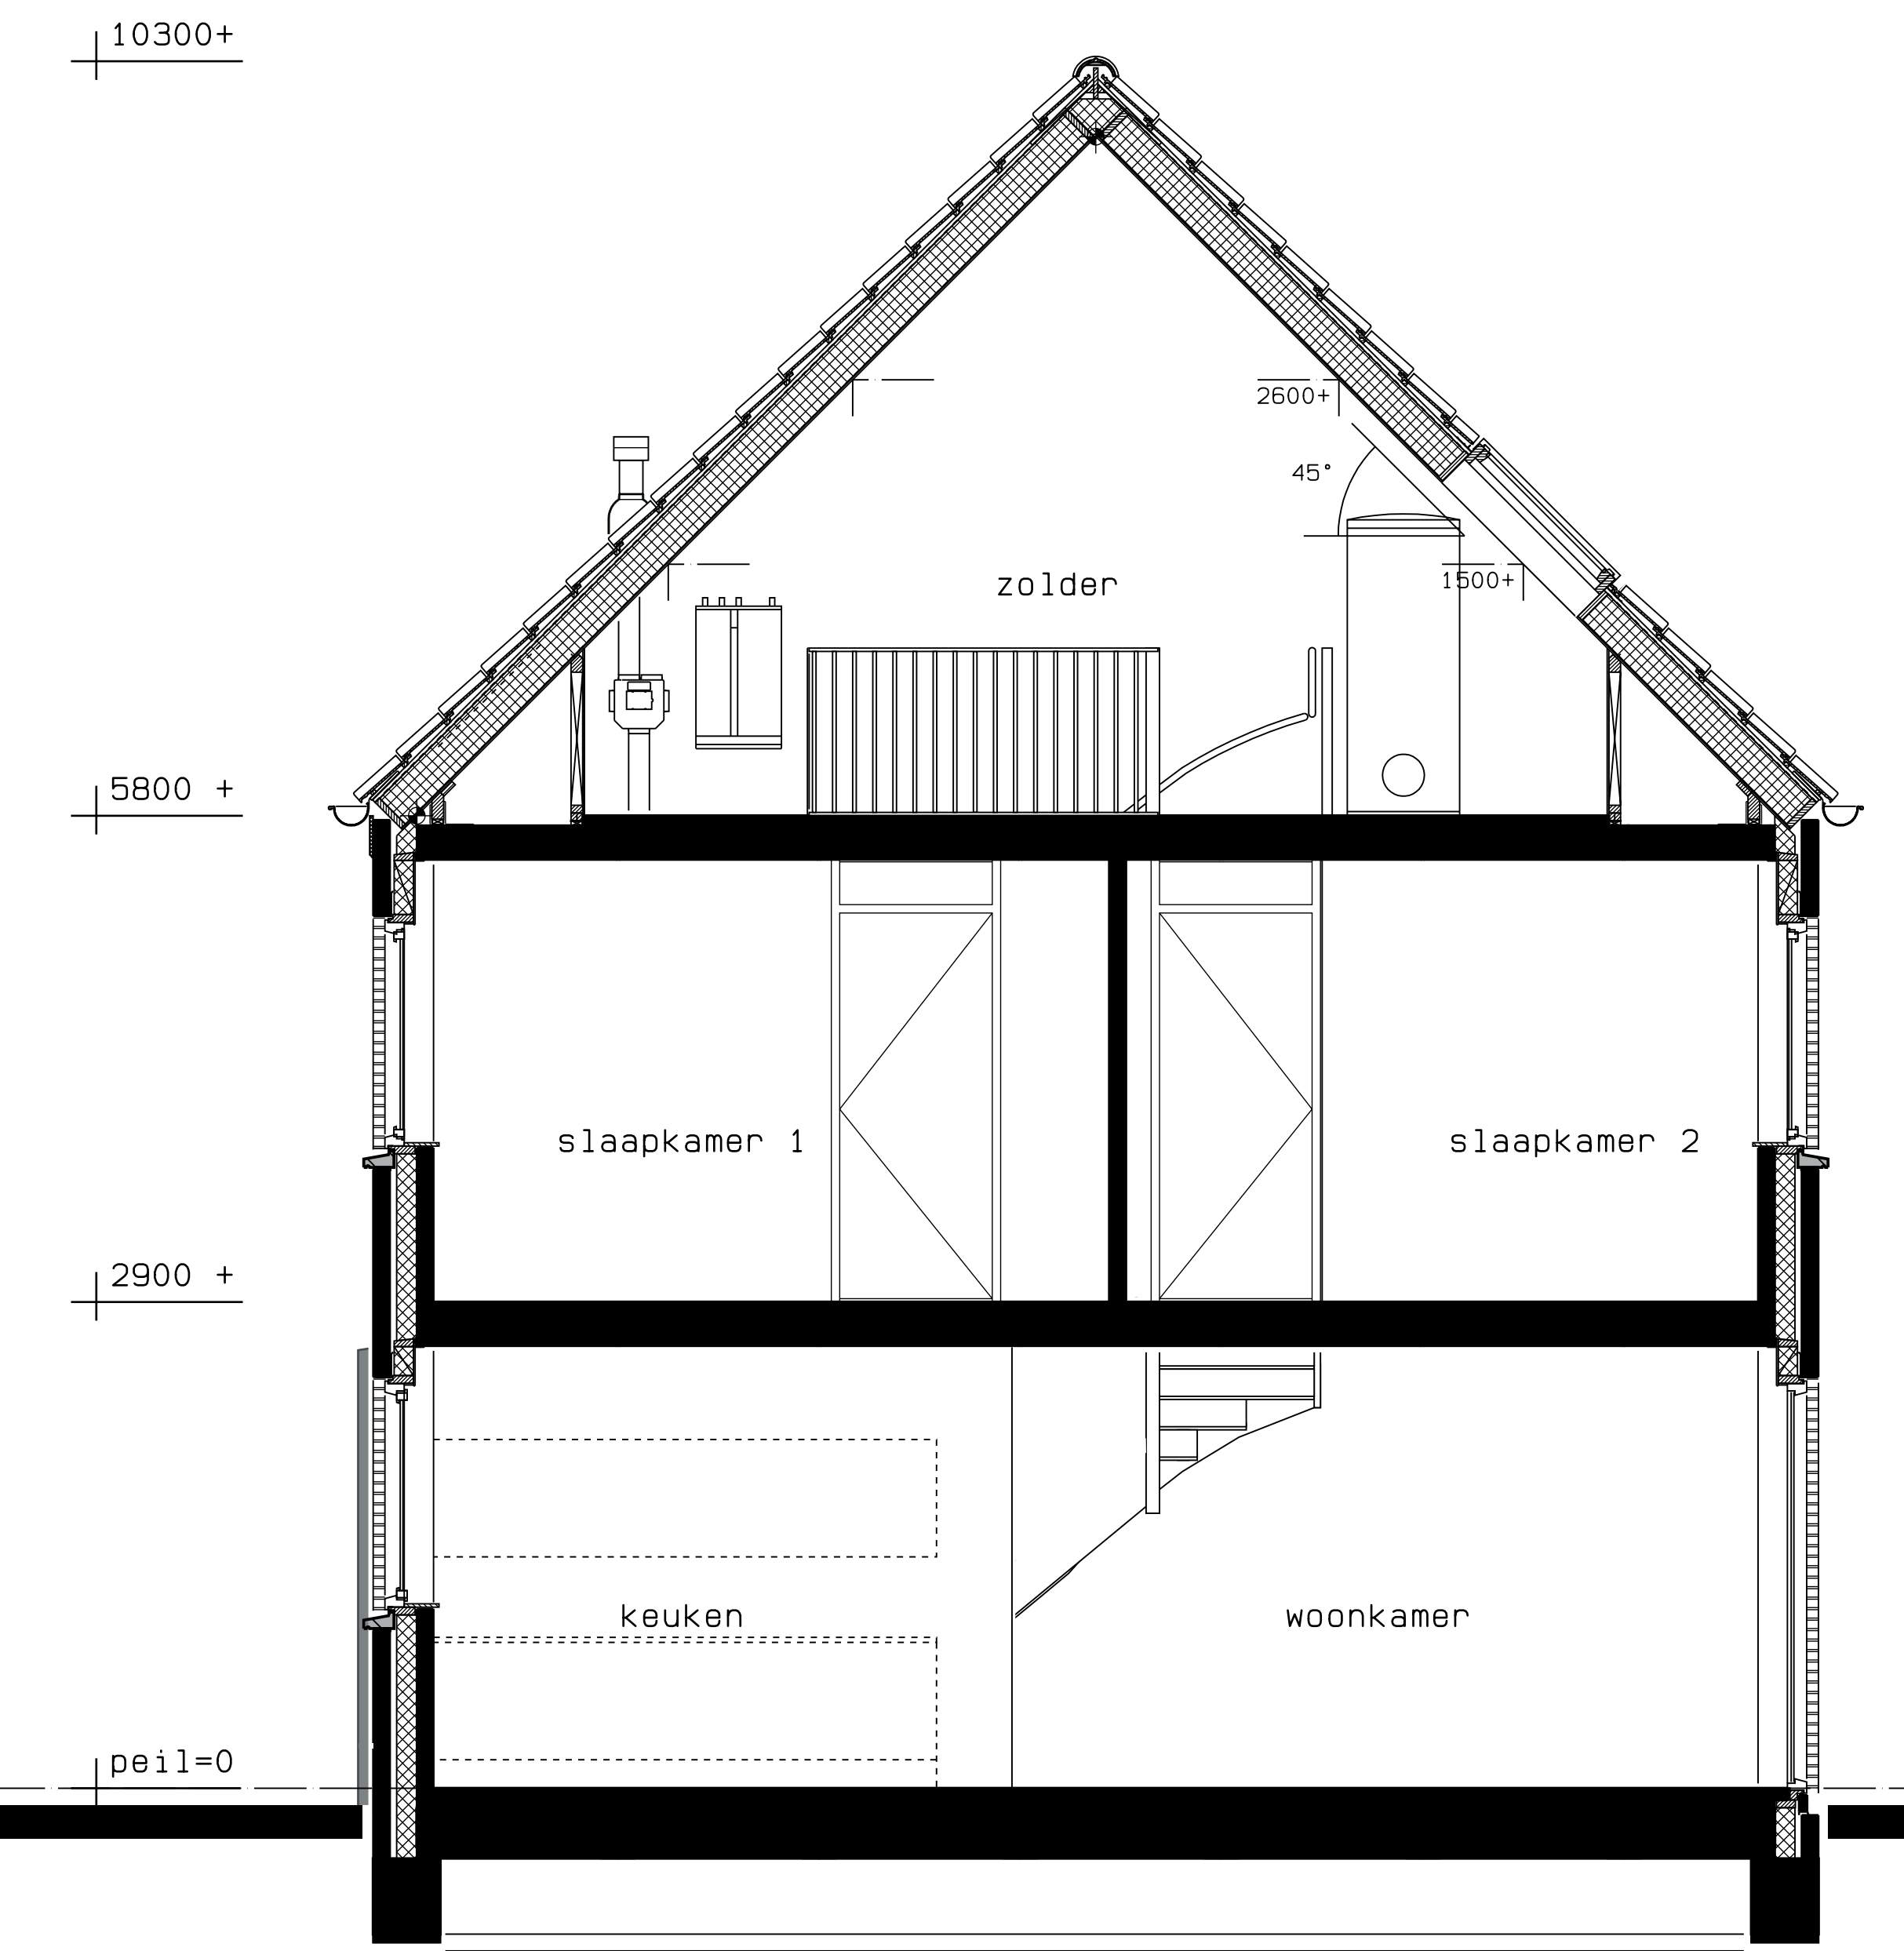 10300+
2600+
45°
zolder
1500+
5800 +
slaapkamer 1
slaapkamer 2
2900 +
keuken
woonkamer
peil=0